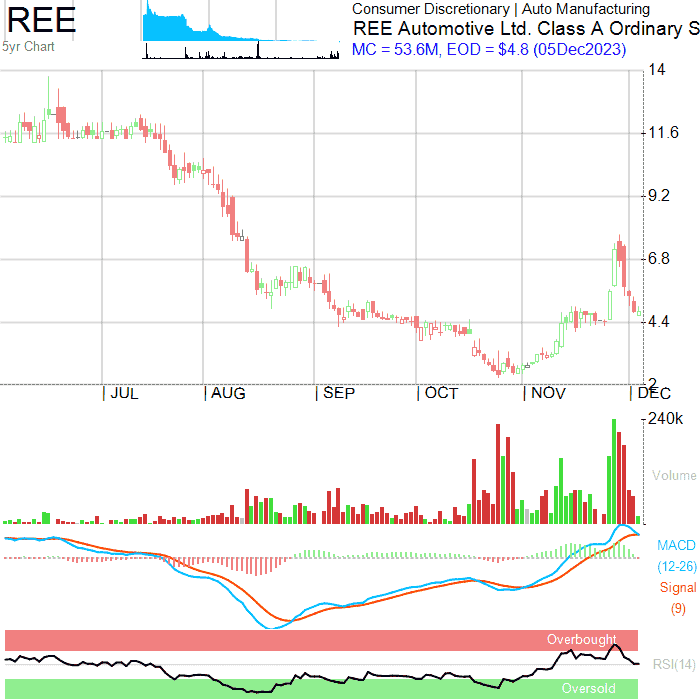 REE
5yr Chart
Consumer Discretionary | Auto Manufacturing
REE Automotive Ltd. Class A Ordinary S
MC = 53.6M, EOD = $4.8 (05Dec2023)
14
11.6
9.2
6.8
4.4
2
| JUL | AUG | SEP | OCT | NOV | DEC
240k
Volume
MACD
(12-26)
Signal
(9)
Overbought
RSI(14)
Oversold